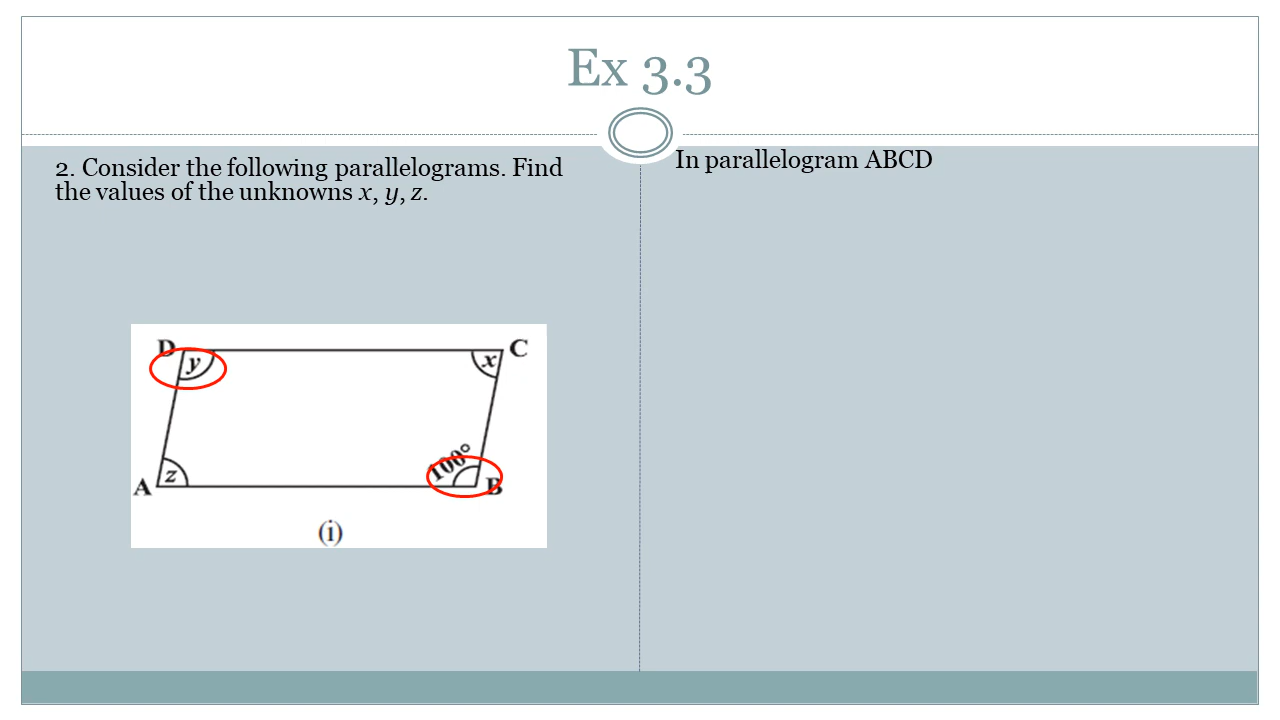 Ex 3.3
2. Consider the following parallelograms. Find
the values of the unknowns x, y, z.
In parallelogram ABCD
D
y
x
C
A
z
100°
B
(i)